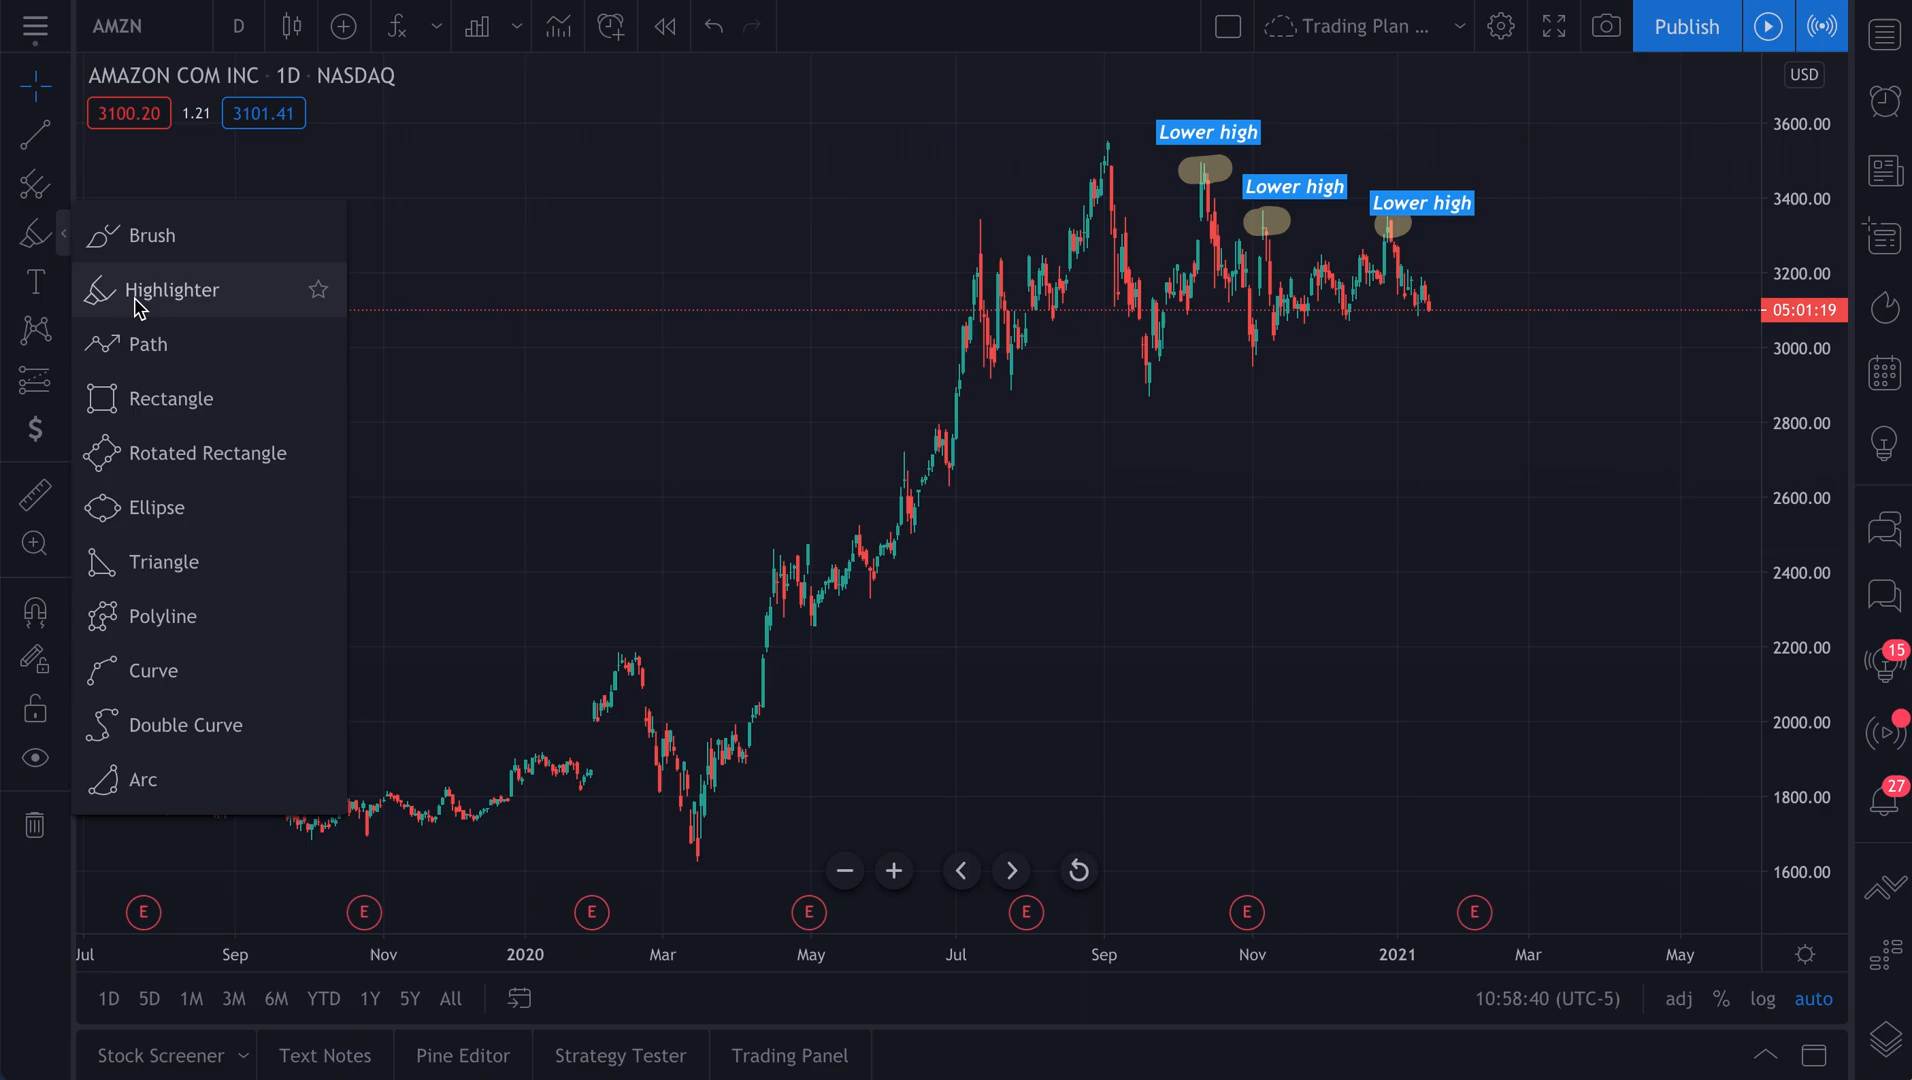 AMZN
D
Trading Plan ...
Publish
AMAZON COM INC · 1D · NASDAQ
USD
3100.20
1.21
3101.41
Lower high
Lower high
Lower high
3600.00
3400.00
3200.00
05:01:19
3000.00
2800.00
2600.00
2400.00
2200.00
2000.00
1800.00
1600.00
Brush
Highlighter
Path
Rectangle
Rotated Rectangle
Ellipse
Triangle
Polyline
Curve
Double Curve
Arc
T
$
15
27
E E E E E E E
Jul Sep Nov 2020 Mar May Jul Sep Nov 2021 Mar May
1D 5D 1M 3M 6M YTD 1Y 5Y All
10:58:40 (UTC-5)
adj % log auto
Stock Screener
Text Notes
Pine Editor
Strategy Tester
Trading Panel